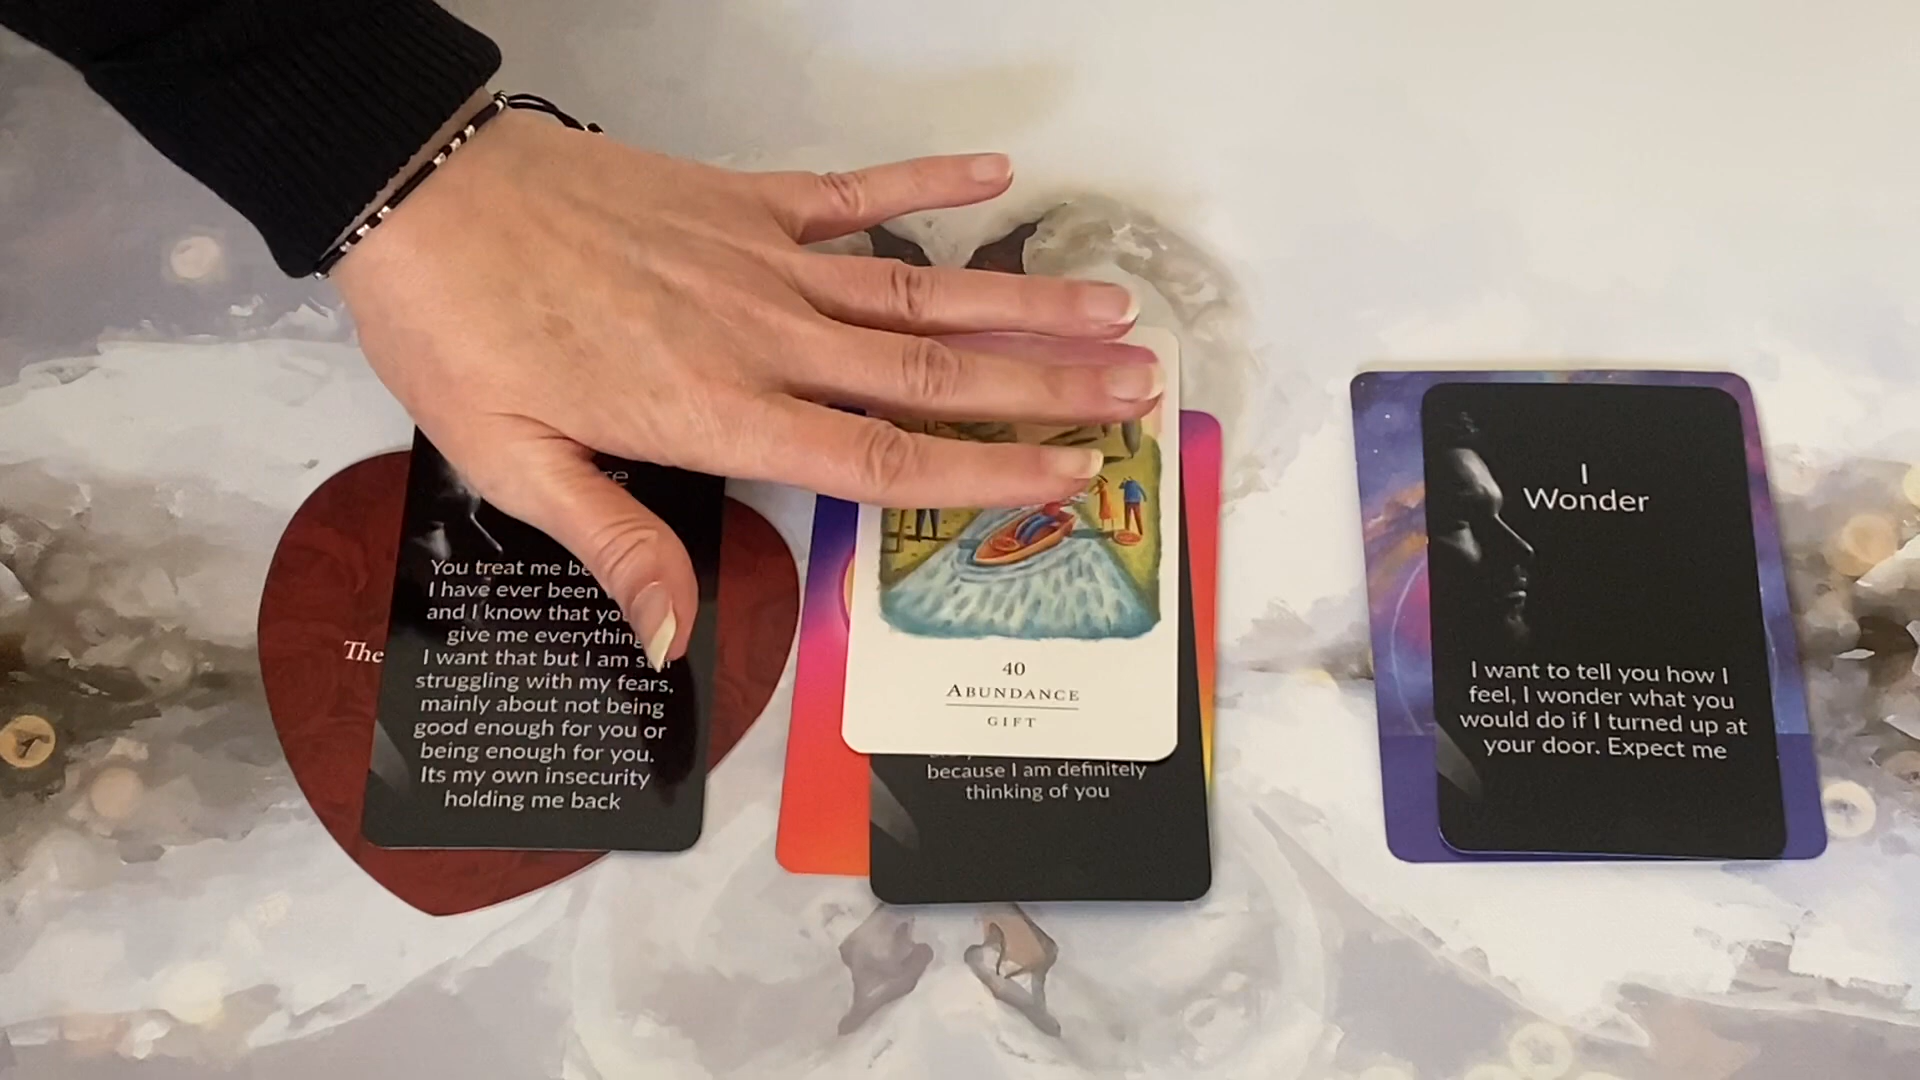 The
You treat me
I have ever been
and I know that
give me everything
I want that but I am
struggling with my fears,
mainly about not being
good enough for you or
being enough for you.
Its my own insecurity
holding me back
40
ABUNDANCE
GIFT
because I am definitely
thinking of you
I
Wonder
I want to tell you how I
feel, I wonder what you
would do if I turned up at
your door. Expect me